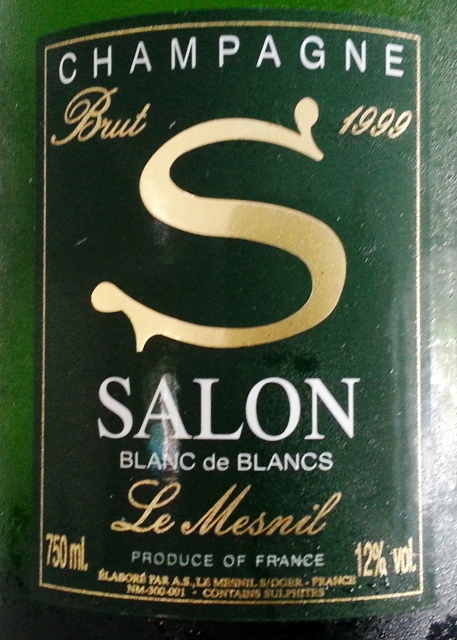 CHAMPAGNE
Brut 1999
S
SALON
BLANC de BLANCS
Le Mesnil
750 ml. PRODUCE OF FRANCE 12% vol.
ÉLABORÉ PAR A.S., LE MESNIL S/OGER - FRANCE
NM-300-001 - CONTAINS SULPHITES